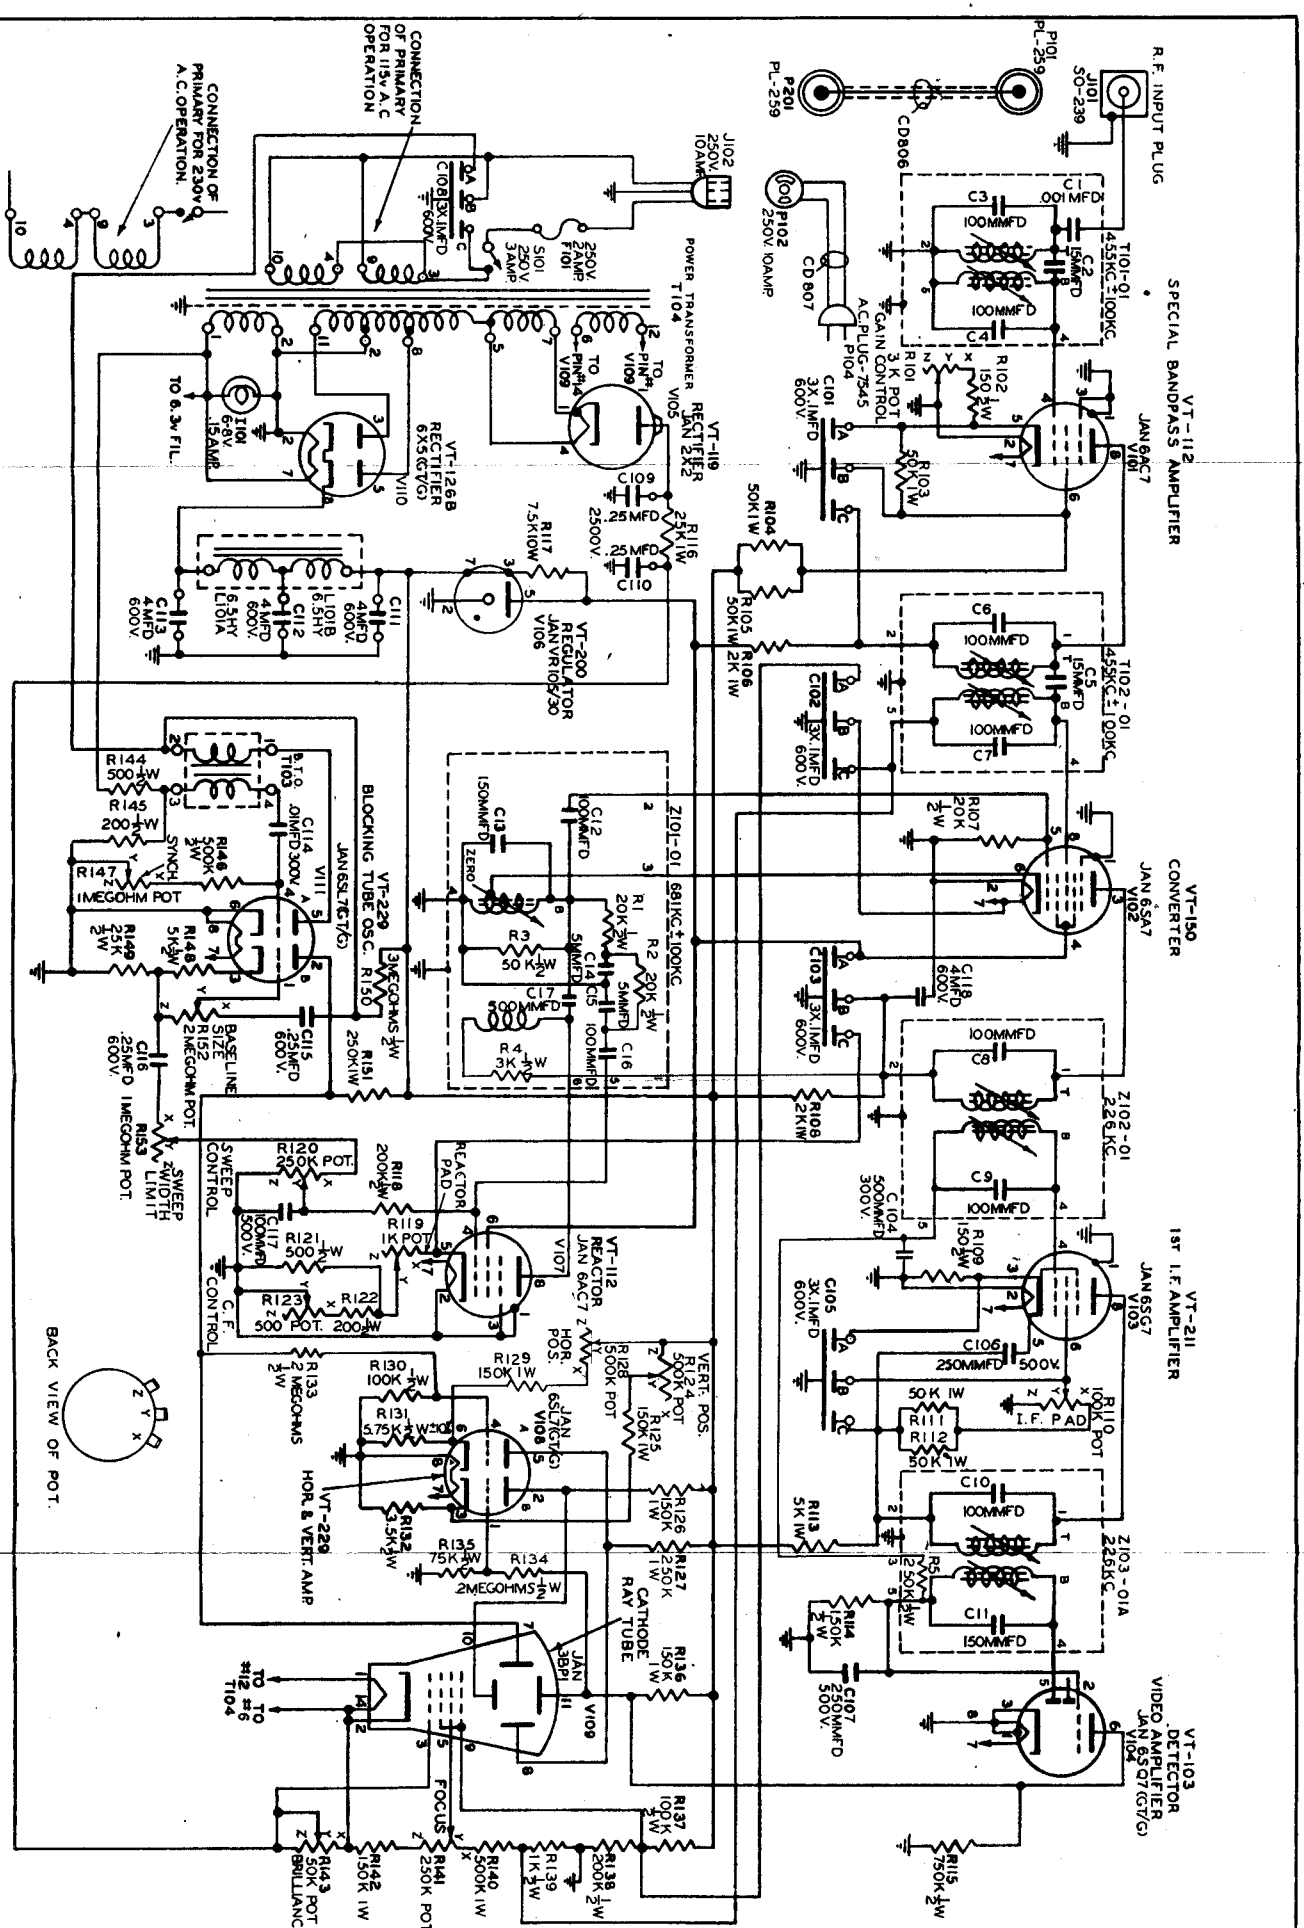 R.F. INPUT PLUG
J101
SO-239
P101
PL-259
P201
PL-259
CD806
P102
250V. 10AMP.
CD 807
A.C. PLUG-7545
P104
J102
250V.
10AMP.
SPECIAL BANDPASS AMPLIFIER
VT-112
JAN 6AC7
V101
T101-01
455KC±100KC
C1
.001MFD
C2
15MMFD
C3
100MMFD
100MMFD
C4
GAIN CONTROL
3 K POT
R101
R102
150 ½W
R103
50K 1W
C101
3X.1MFD
600V.
R104
50K1W
R105
50K1W
R106
2K 1W
T102-01
455KC±100KC
C5
15MMFD
C6
100MMFD
100MMFD
C7
C102
3X.1MFD
600V.
VT-150
CONVERTER
JAN 6SA7
V102
R107
20K
½W
C103
3X.1MFD
600V.
C118
4MFD
600V.
R108
2K1W
Z102-01
226KC
100MMFD
C8
C9
100MMFD
VT-211
1ST I.F. AMPLIFIER
JAN 6SG7
V103
C104
500MMFD
300V.
R109
150 ½W
C105
3X.1MFD
600V.
C106
250MMFD
500V.
R110
100K POT
I.F. PAD
50K 1W
R111
R112
50K 1W
R113
5K 1W
Z103-01A
226KC
C10
100MMFD
C11
150MMFD
R5
250K ½W
R114
150K
½W
C107
250MMFD
500V.
VT-103
DETECTOR
VIDEO AMPLIFIER
JAN 6SQ7(GT/G)
V104
R115
750K ½W
CONNECTION
OF PRIMARY
FOR 115v A.C
OPERATION
CONNECTION OF
PRIMARY FOR 230v
A.C. OPERATION.
C108
3X.1MFD
600V.
S101
250V.
3AMP.
F101
2AMP.
250V.
POWER TRANSFORMER
T104
TO
PIN#1
V109
TO
PIN#14
V109
VT-119
RECTIFIER
JAN 2X2
V105
VT-126B
RECTIFIER
6X5(GT/G)
V110
I101
6-8V.
.15 AMP.
TO 6.3v FIL.
C109
.25MFD
2500V.
R116
25K1W
.25MFD
C110
R117
7.5K10W
VT-200
REGULATOR
JAN VR105/30
V106
C111
4MFD
600V.
L101B
6.5HY
C112
4MFD
600V.
L101A
6.5HY
C113
4MFD
600V.
Z101-01 681KC±100KC
C12
100MMFD
C13
150MMFD
ZERO
R1
20K ½W
R2
20K ½W
R3
50K ½W
C14
5MMFD
C15
5MMFD
C16
100MMFD
C17
500MMFD
R4
3K ½W
B.T.O.
T103
C114
.01MFD 300V.
R144
500 ½W
R145
200 ½W
R146
500K
½W
R147
SYNCH.
1MEGOHM POT
BLOCKING TUBE OSC.
VT-229
JAN 6SL7(GT/G)
V111
R148
5K ½W
R149
25K
½W
R150
3MEGOHMS ½W
R151
250K1W
C115
.25MFD
600V.
BASELINE
SIZE
R152
2MEGOHM POT.
C116
.25MFD
600V.
R153
1MEGOHM POT.
SWEEP
WIDTH
LIMIT
R120
250K POT.
SWEEP
CONTROL
C117
100MMFD
500V.
R118
200K ½W
REACTOR
PAD
R119
1K POT
R121
500 ½W
R122
200 ½W
R123
500 POT.
C.F.
CONTROL
VT-112
REACTOR
JAN 6AC7
V107
VERT. POS.
R124
500K POT
R125
150K 1W
R126
150K
1W
R127
250K
1W
HOR.
POS.
R128
500K POT
R129
150K 1W
R130
100K ½W
R131
5.75K ½W±10%
R132
3.5K ½W
R133
2 MEGOHMS
½W
R134
.2MEGOHMS ½W
R135
75K ½W
R136
150K
1W
JAN
6SL7(GT/G)
V108
VT-229
HOR. & VERT. AMP
CATHODE
RAY TUBE
JAN
3BP1
V109
TO
#12
TO
#6
T104
FOCUS
R137
100K
½W
R138
200K ½W
R139
1K ½W
R140
500K 1W
R141
250K POT
R142
150K 1W
R143
50K POT
BRILLIANC
BACK VIEW OF POT.
Z
Y
X